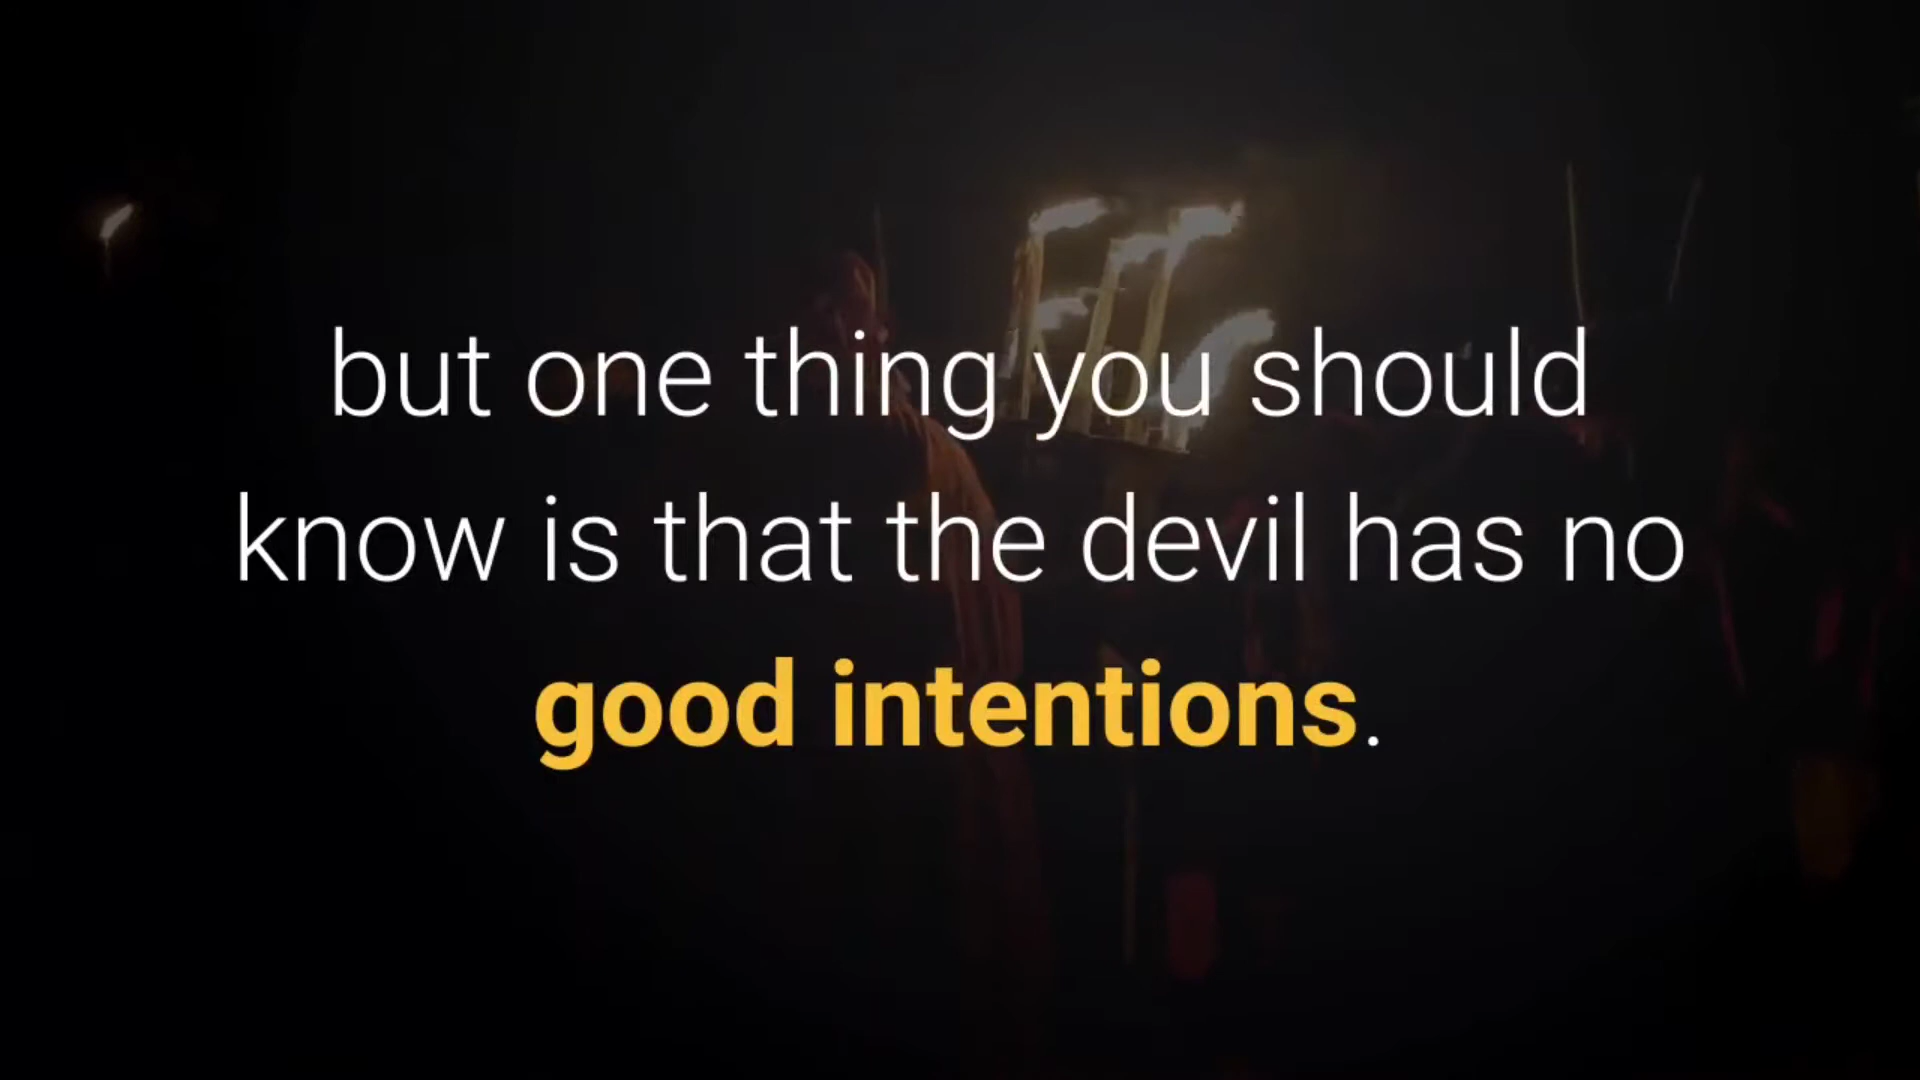 but one thing you should
know is that the devil has no
good intentions.